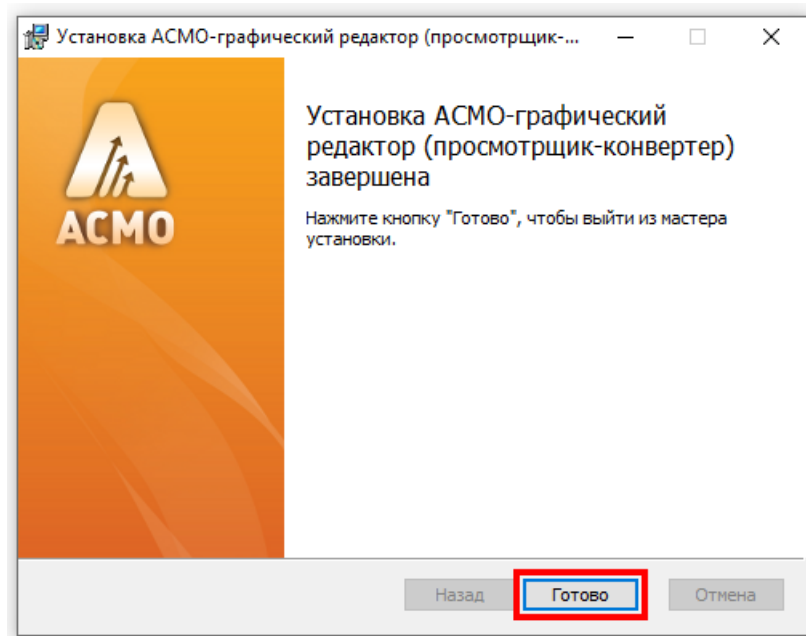 Установка АСМО-графический редактор (просмотрщик-...
АСМО
Установка АСМО-графический
редактор (просмотрщик-конвертер)
завершена
Нажмите кнопку "Готово", чтобы выйти из мастера
установки.
Назад
Готово
Отмена